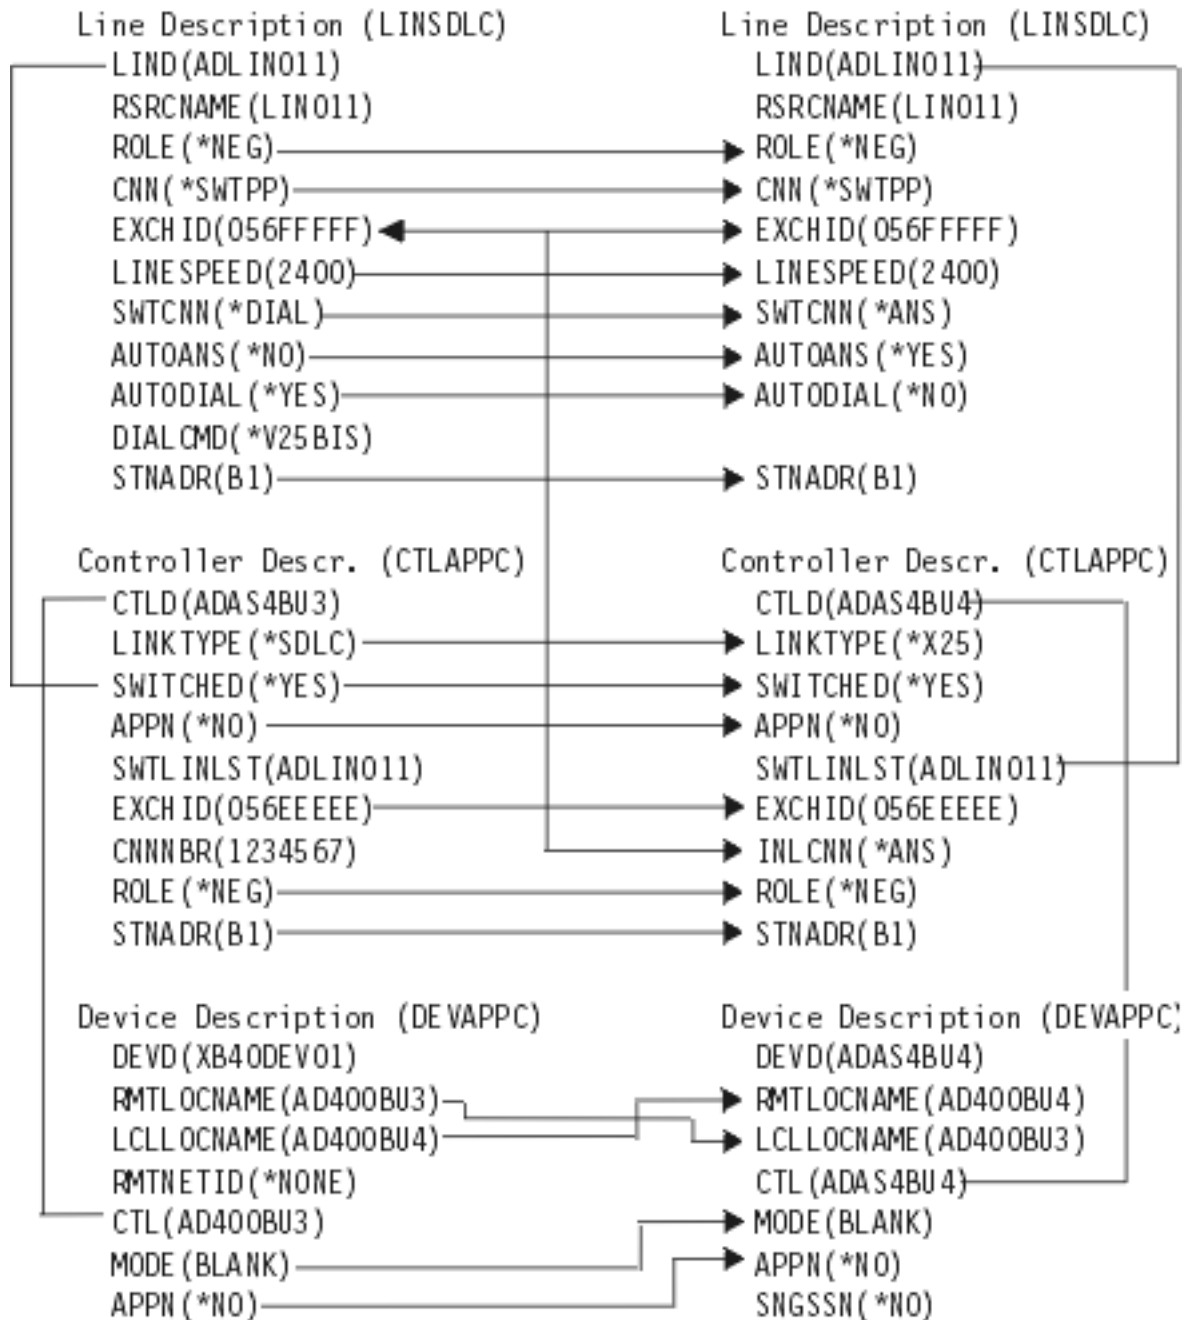 Line Description (LINSDLC)
LIND(ADLIN011)
RSRCNAME(LIN011)
ROLE(*NEG)
CNN(*SWTPP)
EXCHID(056FFFFF)
LINESPEED(2400)
SWTCNN(*DIAL)
AUTOANS(*NO)
AUTODIAL(*YES)
DIALCMD(*V25BIS)
STNADR(B1)
Controller Descr. (CTLAPPC)
CTLD(ADAS4BU3)
LINKTYPE(*SDLC)
SWITCHED(*YES)
APPN(*NO)
SWTLINLST(ADLIN011)
EXCHID(056EEEEE)
CNNNBR(1234567)
ROLE(*NEG)
STNADR(B1)
Device Description (DEVAPPC)
DEVD(XB40DEV01)
RMTLOCNAME(AD400BU3)
LCLLOCNAME(AD400BU4)
RMTNETID(*NONE)
CTL(AD400BU3)
MODE(BLANK)
APPN(*NO)
Line Description (LINSDLC)
LIND(ADLIN011)
RSRCNAME(LIN011)
ROLE(*NEG)
CNN(*SWTPP)
EXCHID(056FFFFF)
LINESPEED(2400)
SWTCNN(*ANS)
AUTOANS(*YES)
AUTODIAL(*NO)
STNADR(B1)
Controller Descr. (CTLAPPC)
CTLD(ADAS4BU4)
LINKTYPE(*X25)
SWITCHED(*YES)
APPN(*NO)
SWTLINLST(ADLIN011)
EXCHID(056EEEEE)
INLCNN(*ANS)
ROLE(*NEG)
STNADR(B1)
Device Description (DEVAPPC)
DEVD(ADAS4BU4)
RMTLOCNAME(AD400BU4)
LCLLOCNAME(AD400BU3)
CTL(ADAS4BU4)
MODE(BLANK)
APPN(*NO)
SNGSSN(*NO)